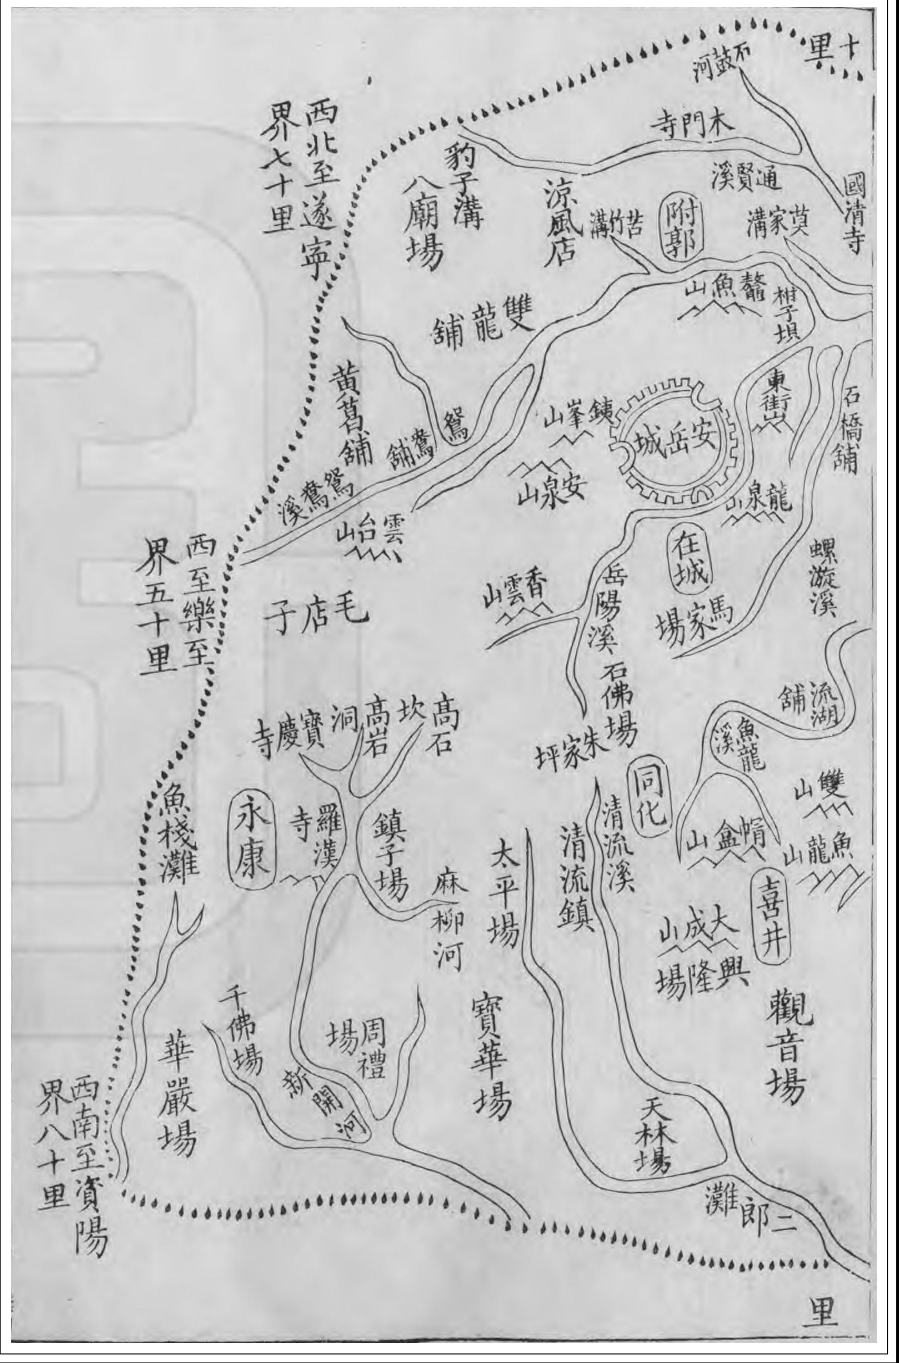 十里
石鼓河
木門寺
通賢溪
國清寺
莫家溝
附郭
苦竹溝
涼風店
豹子溝
八廟場
西北至遂寧
界七十里
鼇魚山
柑子垻
雙龍舖
黄葛舖
鴛鴦舖
鴛鴦溪
雲台山
鐵峯山
安岳城
安泉山
東街山
石橋舖
龍泉山
在城
馬家場
螺漩溪
岳陽溪
香雲山
西至樂至
界五十里
毛店子
石佛場
朱家坪
流湖舖
魚龍溪
雙山
魚龍山
帽盒山
同化
清流溪
清流鎮
太平場
高石坎
高岩洞
寶慶寺
羅漢寺
永康
鎮子場
麻柳河
魚棧灘
喜井
大成山
興隆場
觀音場
寶華場
周禮場
千佛場
新開河
華嚴場
天林場
二郎灘
西南至資陽
界八十里
里